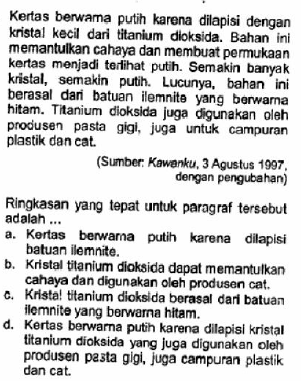 Kertas berwarna putih karena dilapisi dengan
kristal kecil dari titanium dioksida. Bahan ini
memantulkan cahaya dan membuat permukaan
kertas menjadi terlihat putih. Semakin banyak
kristal, semakin putih. Lucunya, bahan ini
berasal dari batuan ilemnite yang berwarna
hitam. Titanium dioksida juga digunakan oleh
produsen pasta gigi, juga untuk campuran
plastik dan cat.
(Sumber: Kawanku, 3 Agustus 1997,
dengan pengubahan)
Ringkasan yang tepat untuk paragraf tersebut
adalah ...
a. Kertas berwarna putih karena dilapisi
batuan ilemnite.
b. Kristal titanium dioksida dapat memantulkan
cahaya dan digunakan oleh produsen cat.
c. Kristal titanium dioksida berasal dari batuan
ilemnite yang berwarna hitam.
d. Kertas berwarna putih karena dilapisi kristal
titanium dioksida yang juga digunakan oleh
produsen pasta gigi, juga campuran plastik
dan cat.